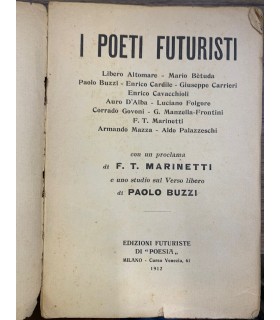 I POETI FUTURISTI
Libero Altomare - Mario Bètuda
Paolo Buzzi - Enrico Cardile - Giuseppe Carrieri
Enrico Cavacchioli
Auro D'Alba - Luciano Folgore
Corrado Govoni - G. Manzella-Frontini
F. T. Marinetti
Armando Mazza - Aldo Palazzeschi
con un proclama
di F. T. MARINETTI
e uno studio sul Verso libero
di PAOLO BUZZI
EDIZIONI FUTURISTE
DI "POESIA„
MILANO - Corso Venezia, 61
1912